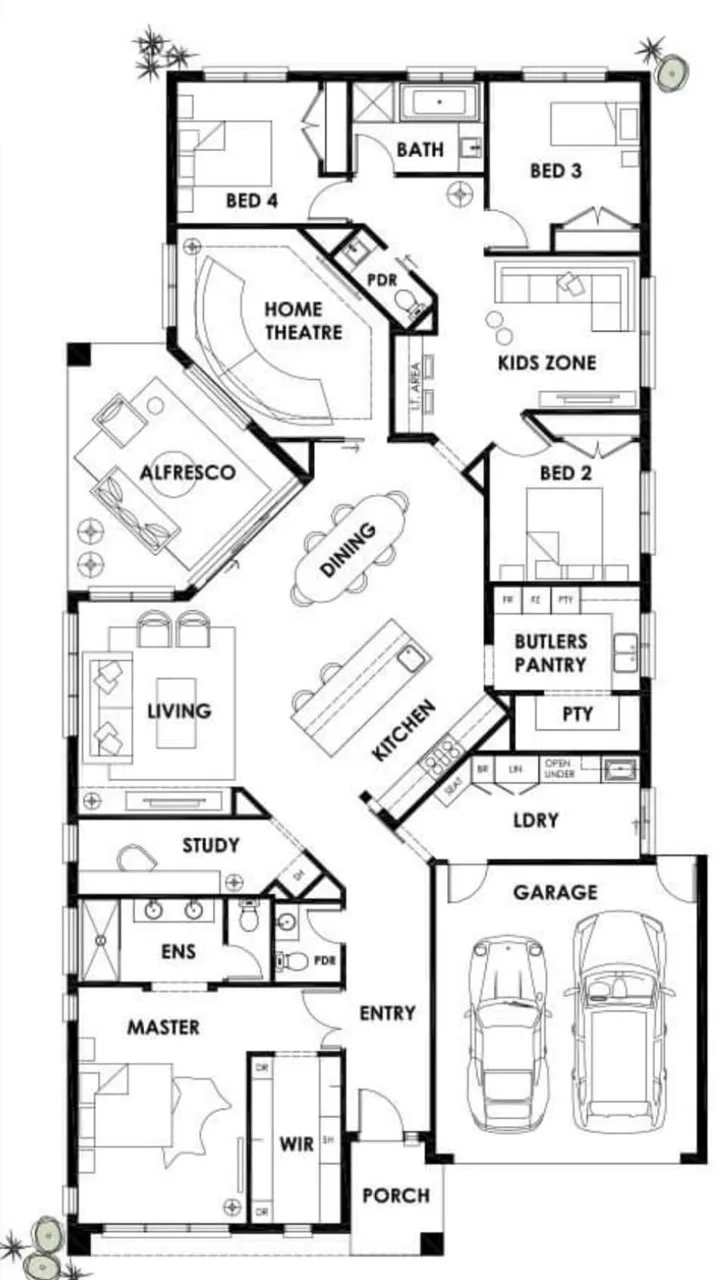 BATH
BED 3
BED 4
PDR
HOME
THEATRE
KIDS ZONE
I.T. AREA
ALFRESCO
BED 2
DINING
FR FZ PTY
BUTLERS
PANTRY
LIVING
PTY
KITCHEN
BR LIN OPEN
UNDER
SEAT
LDRY
STUDY
SH
GARAGE
ENS
PDR
ENTRY
MASTER
DR
WIR
SH
DR
PORCH